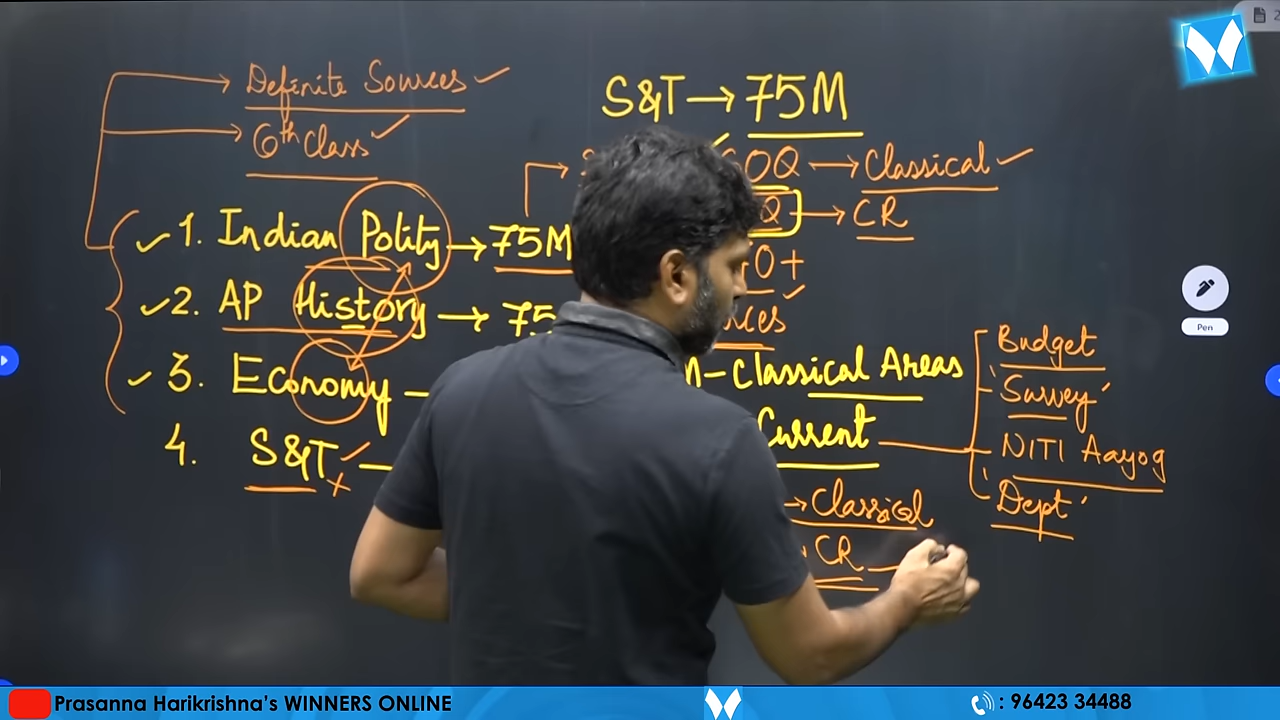 Definite Sources
6th Class
1. Indian Polity → 75M
2. AP History → 75
3. Economy –
4. S&T –
S&T → 75M
OQ → Classical
Q → CR
O+
Classical Areas
Current
Budget
'Survey'
NITI Aayog
'Dept'
→ Classical
CR –
Pen
2
Prasanna Harikrishna's WINNERS ONLINE
: 96423 34488